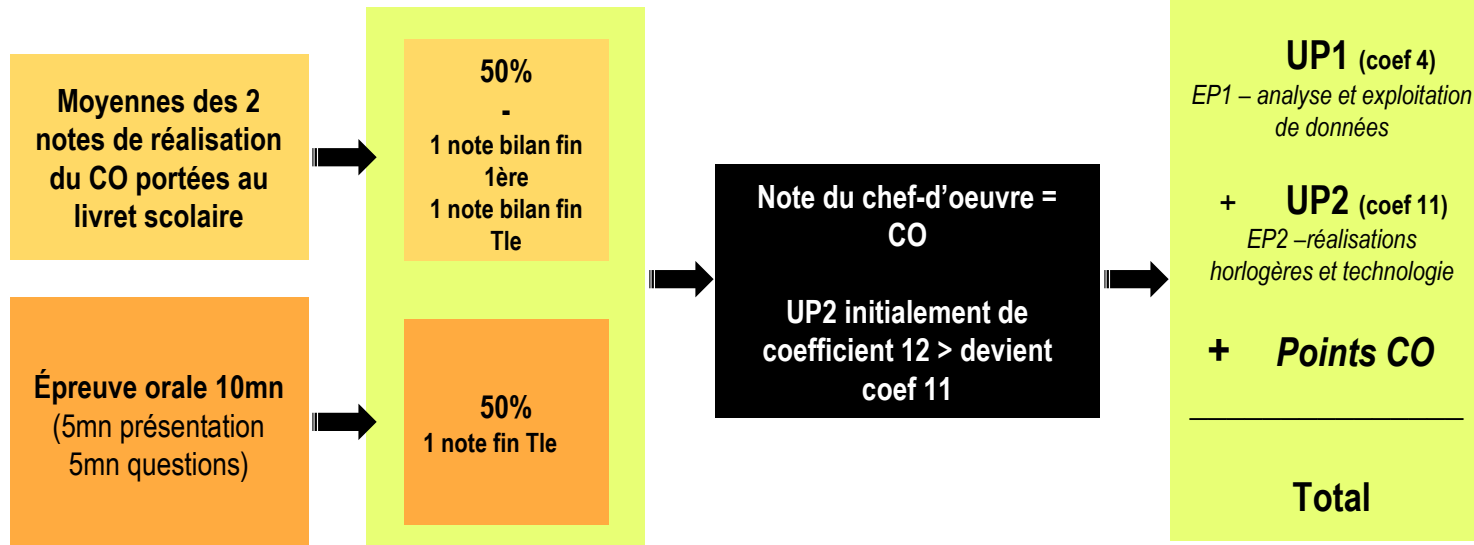 Moyennes des 2
notes de réalisation
du CO portées au
livret scolaire
50%
-
1 note bilan fin
1ère
1 note bilan fin
Tle
Épreuve orale 10mn
(5mn présentation
5mn questions)
50%
1 note fin Tle
Note du chef-d'oeuvre =
CO
UP2 initialement de
coefficient 12 > devient
coef 11
UP1 (coef 4)
EP1 – analyse et exploitation
de données
+ UP2 (coef 11)
EP2 –réalisations
horlogères et technologie
+ Points CO
Total